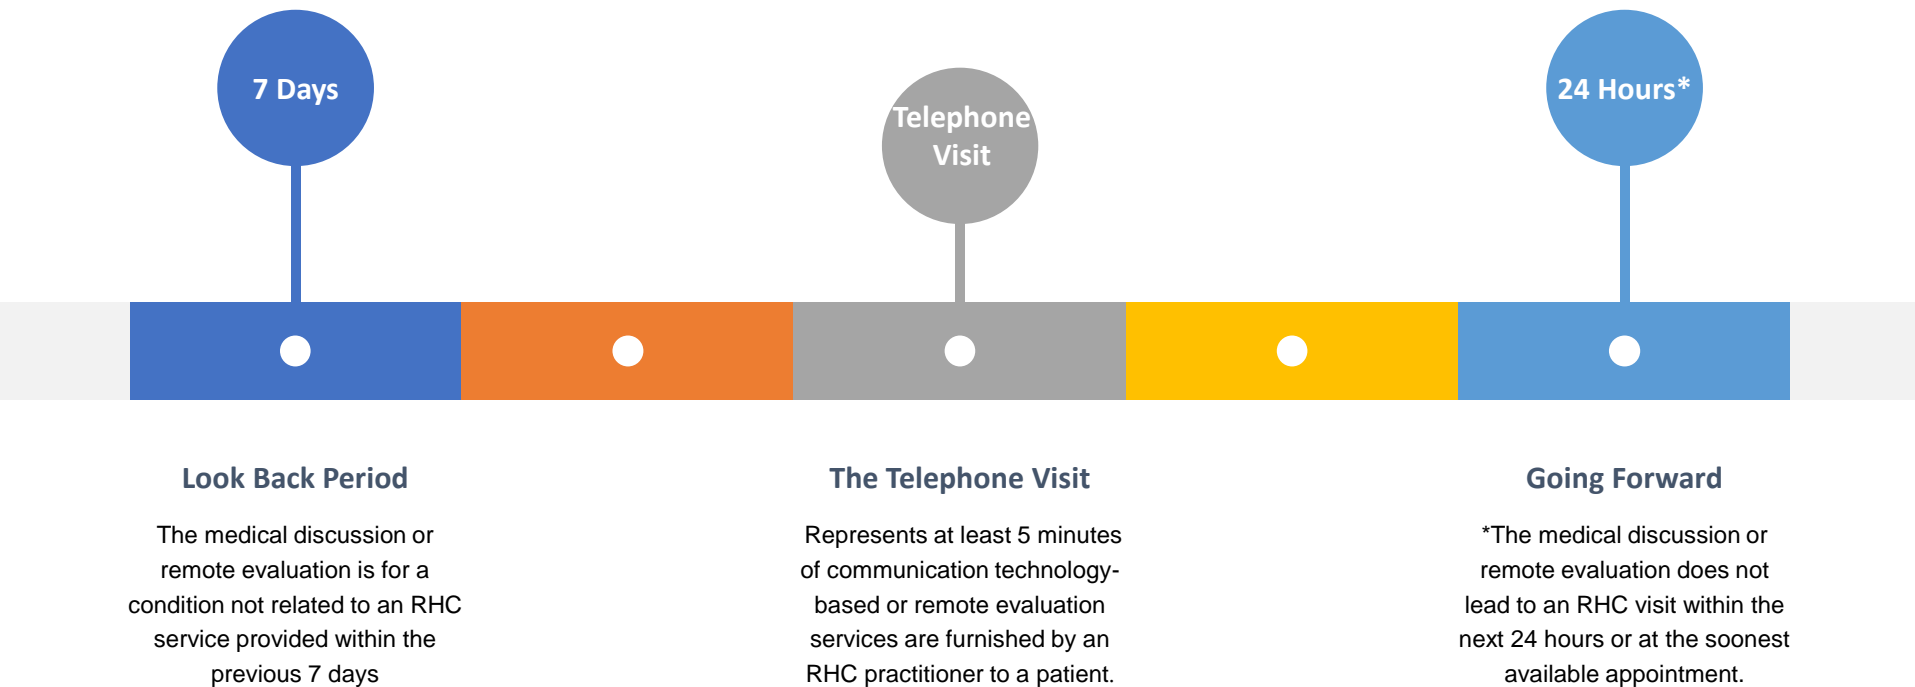 7 Days
Telephone
Visit
24 Hours*
Look Back Period
The medical discussion or
remote evaluation is for a
condition not related to an RHC
service provided within the
previous 7 days
The Telephone Visit
Represents at least 5 minutes
of communication technology-
based or remote evaluation
services are furnished by an
RHC practitioner to a patient.
Going Forward
*The medical discussion or
remote evaluation does not
lead to an RHC visit within the
next 24 hours or at the soonest
available appointment.